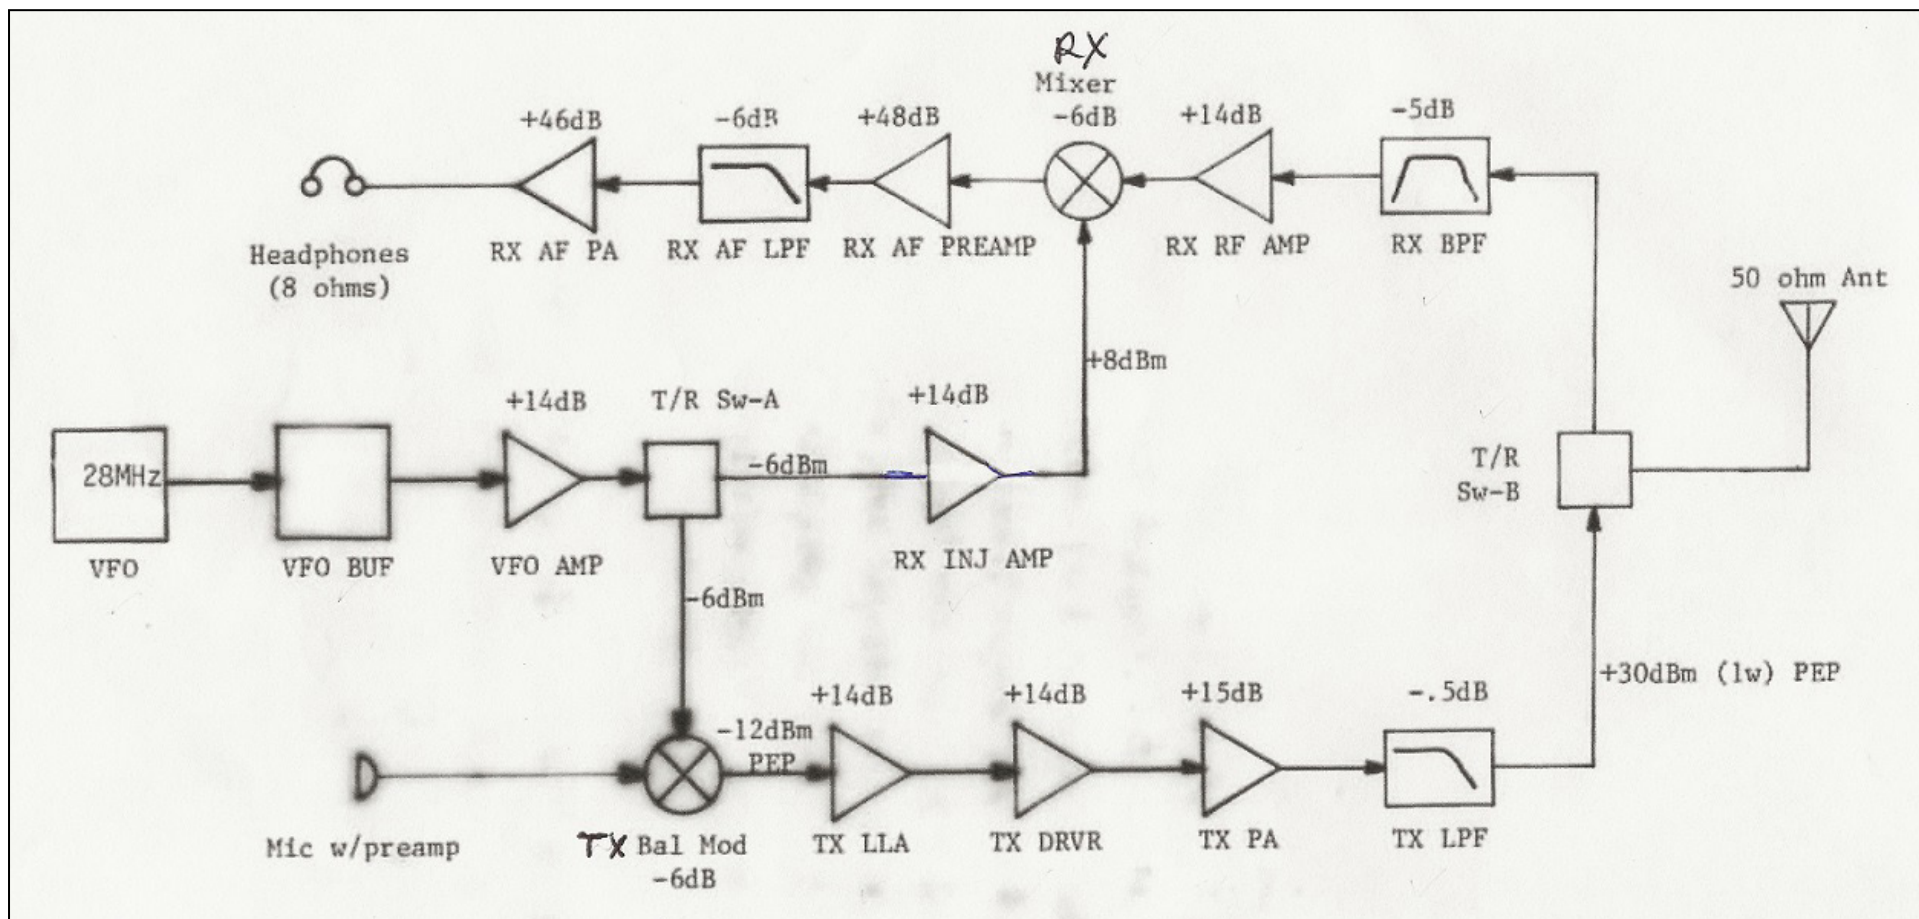 RX
Mixer
-6dB
+46dB
-6dB
+48dB
+14dB
-5dB
Headphones
(8 ohms)
RX AF PA
RX AF LPF
RX AF PREAMP
RX RF AMP
RX BPF
50 ohm Ant
+8dBm
28MHz
VFO
VFO BUF
+14dB
VFO AMP
T/R Sw-A
-6dBm
+14dB
RX INJ AMP
T/R
Sw-B
-6dBm
+30dBm (1w) PEP
Mic w/preamp
TX Bal Mod
-6dB
-12dBm
PEP
+14dB
TX LLA
+14dB
TX DRVR
+15dB
TX PA
-.5dB
TX LPF